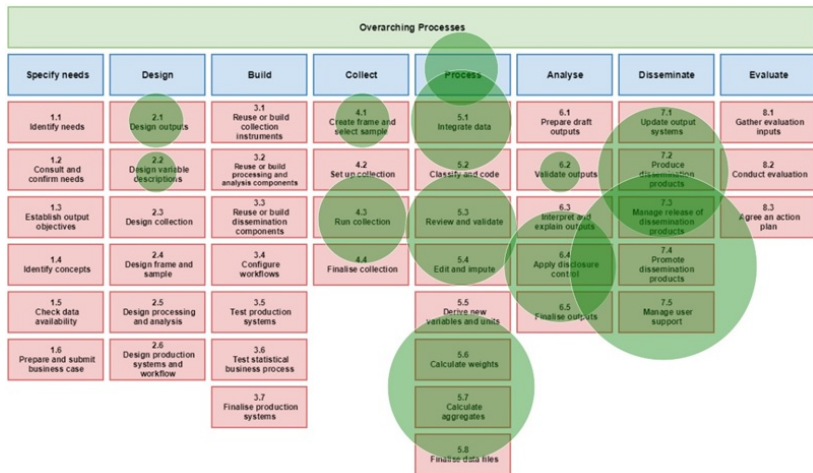 Overarching Processes
Specify needs
Design
Build
Collect
Process
Analyse
Disseminate
Evaluate
1.1
Identify needs
1.2
Consult and
confirm needs
1.3
Establish output
objectives
1.4
Identify concepts
1.5
Check data
availability
1.6
Prepare and submit
business case
2.1
Design outputs
2.2
Design variable
descriptions
2.3
Design collection
2.4
Design frame and
sample
2.5
Design processing
and analysis
2.6
Design production
systems and
workflow
3.1
Reuse or build
collection
instruments
3.2
Reuse or build
processing and
analysis components
3.3
Reuse or build
dissemination
components
3.4
Configure
workflows
3.5
Test production
systems
3.6
Test statistical
business process
3.7
Finalise production
systems
4.1
Create frame and
select sample
4.2
Set up collection
4.3
Run collection
4.4
Finalise collection
5.1
Integrate data
5.2
Classify and code
5.3
Review and validate
5.4
Edit and impute
5.5
Derive new
variables and units
5.6
Calculate weights
5.7
Calculate
aggregates
5.8
Finalise data files
6.1
Prepare draft
outputs
6.2
Validate outputs
6.3
Interpret and
explain outputs
6.4
Apply disclosure
control
6.5
Finalise outputs
7.1
Update output
systems
7.2
Produce
dissemination
products
7.3
Manage release of
dissemination
products
7.4
Promote
dissemination
products
7.5
Manage user
support
8.1
Gather evaluation
inputs
8.2
Conduct evaluation
8.3
Agree an action
plan